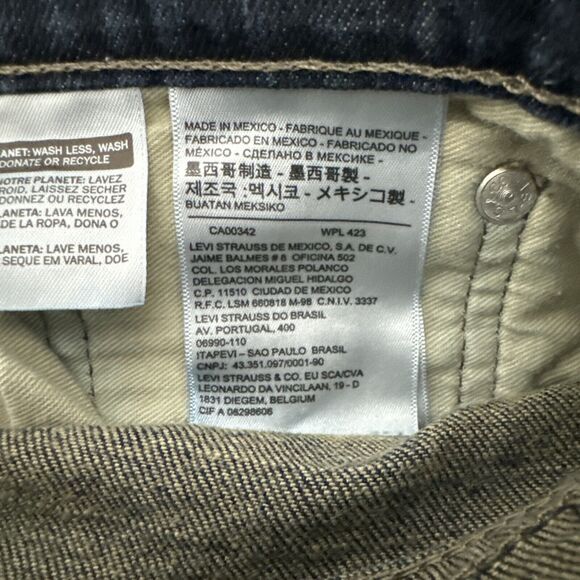 ANET: WASH LESS, WASH
DONATE OR RECYCLE
NOTRE PLANETE: LAVEZ
ROID. LAISSEZ SECHER
DONNEZ OU RECYCLEZ
LANETA: LAVA MENOS,
DE LA ROPA, DONA O
LANETA: LAVE MENOS,
SEQUE EM VARAL, DOE
MADE IN MEXICO - FABRIQUE AU MEXIQUE -
FABRICADO EN MEXICO - FABRICADO NO
MÉXICO - СДЕЛАНО В МЕКСИКЕ -
墨西哥制造 - 墨西哥製 -
제조국 :멕시코 - メキシコ製 -
BUATAN MEKSIKO
CA00342 WPL 423
LEVI STRAUSS DE MEXICO, S.A. DE C.V.
JAIME BALMES # 8 OFICINA 502
COL. LOS MORALES POLANCO
DELEGACION MIGUEL HIDALGO
C.P. 11510 CIUDAD DE MEXICO
R.F.C. LSM 660818 M-98 C.N.I.V. 3337
LEVI STRAUSS DO BRASIL
AV. PORTUGAL, 400
06990-110
ITAPEVI - SAO PAULO BRASIL
CNPJ: 43.351.097/0001-90
LEVI STRAUSS & CO. EU SCA/CVA
LEONARDO DA VINCILAAN, 19 - D
1831 DIEGEM, BELGIUM
CIF A 08298606